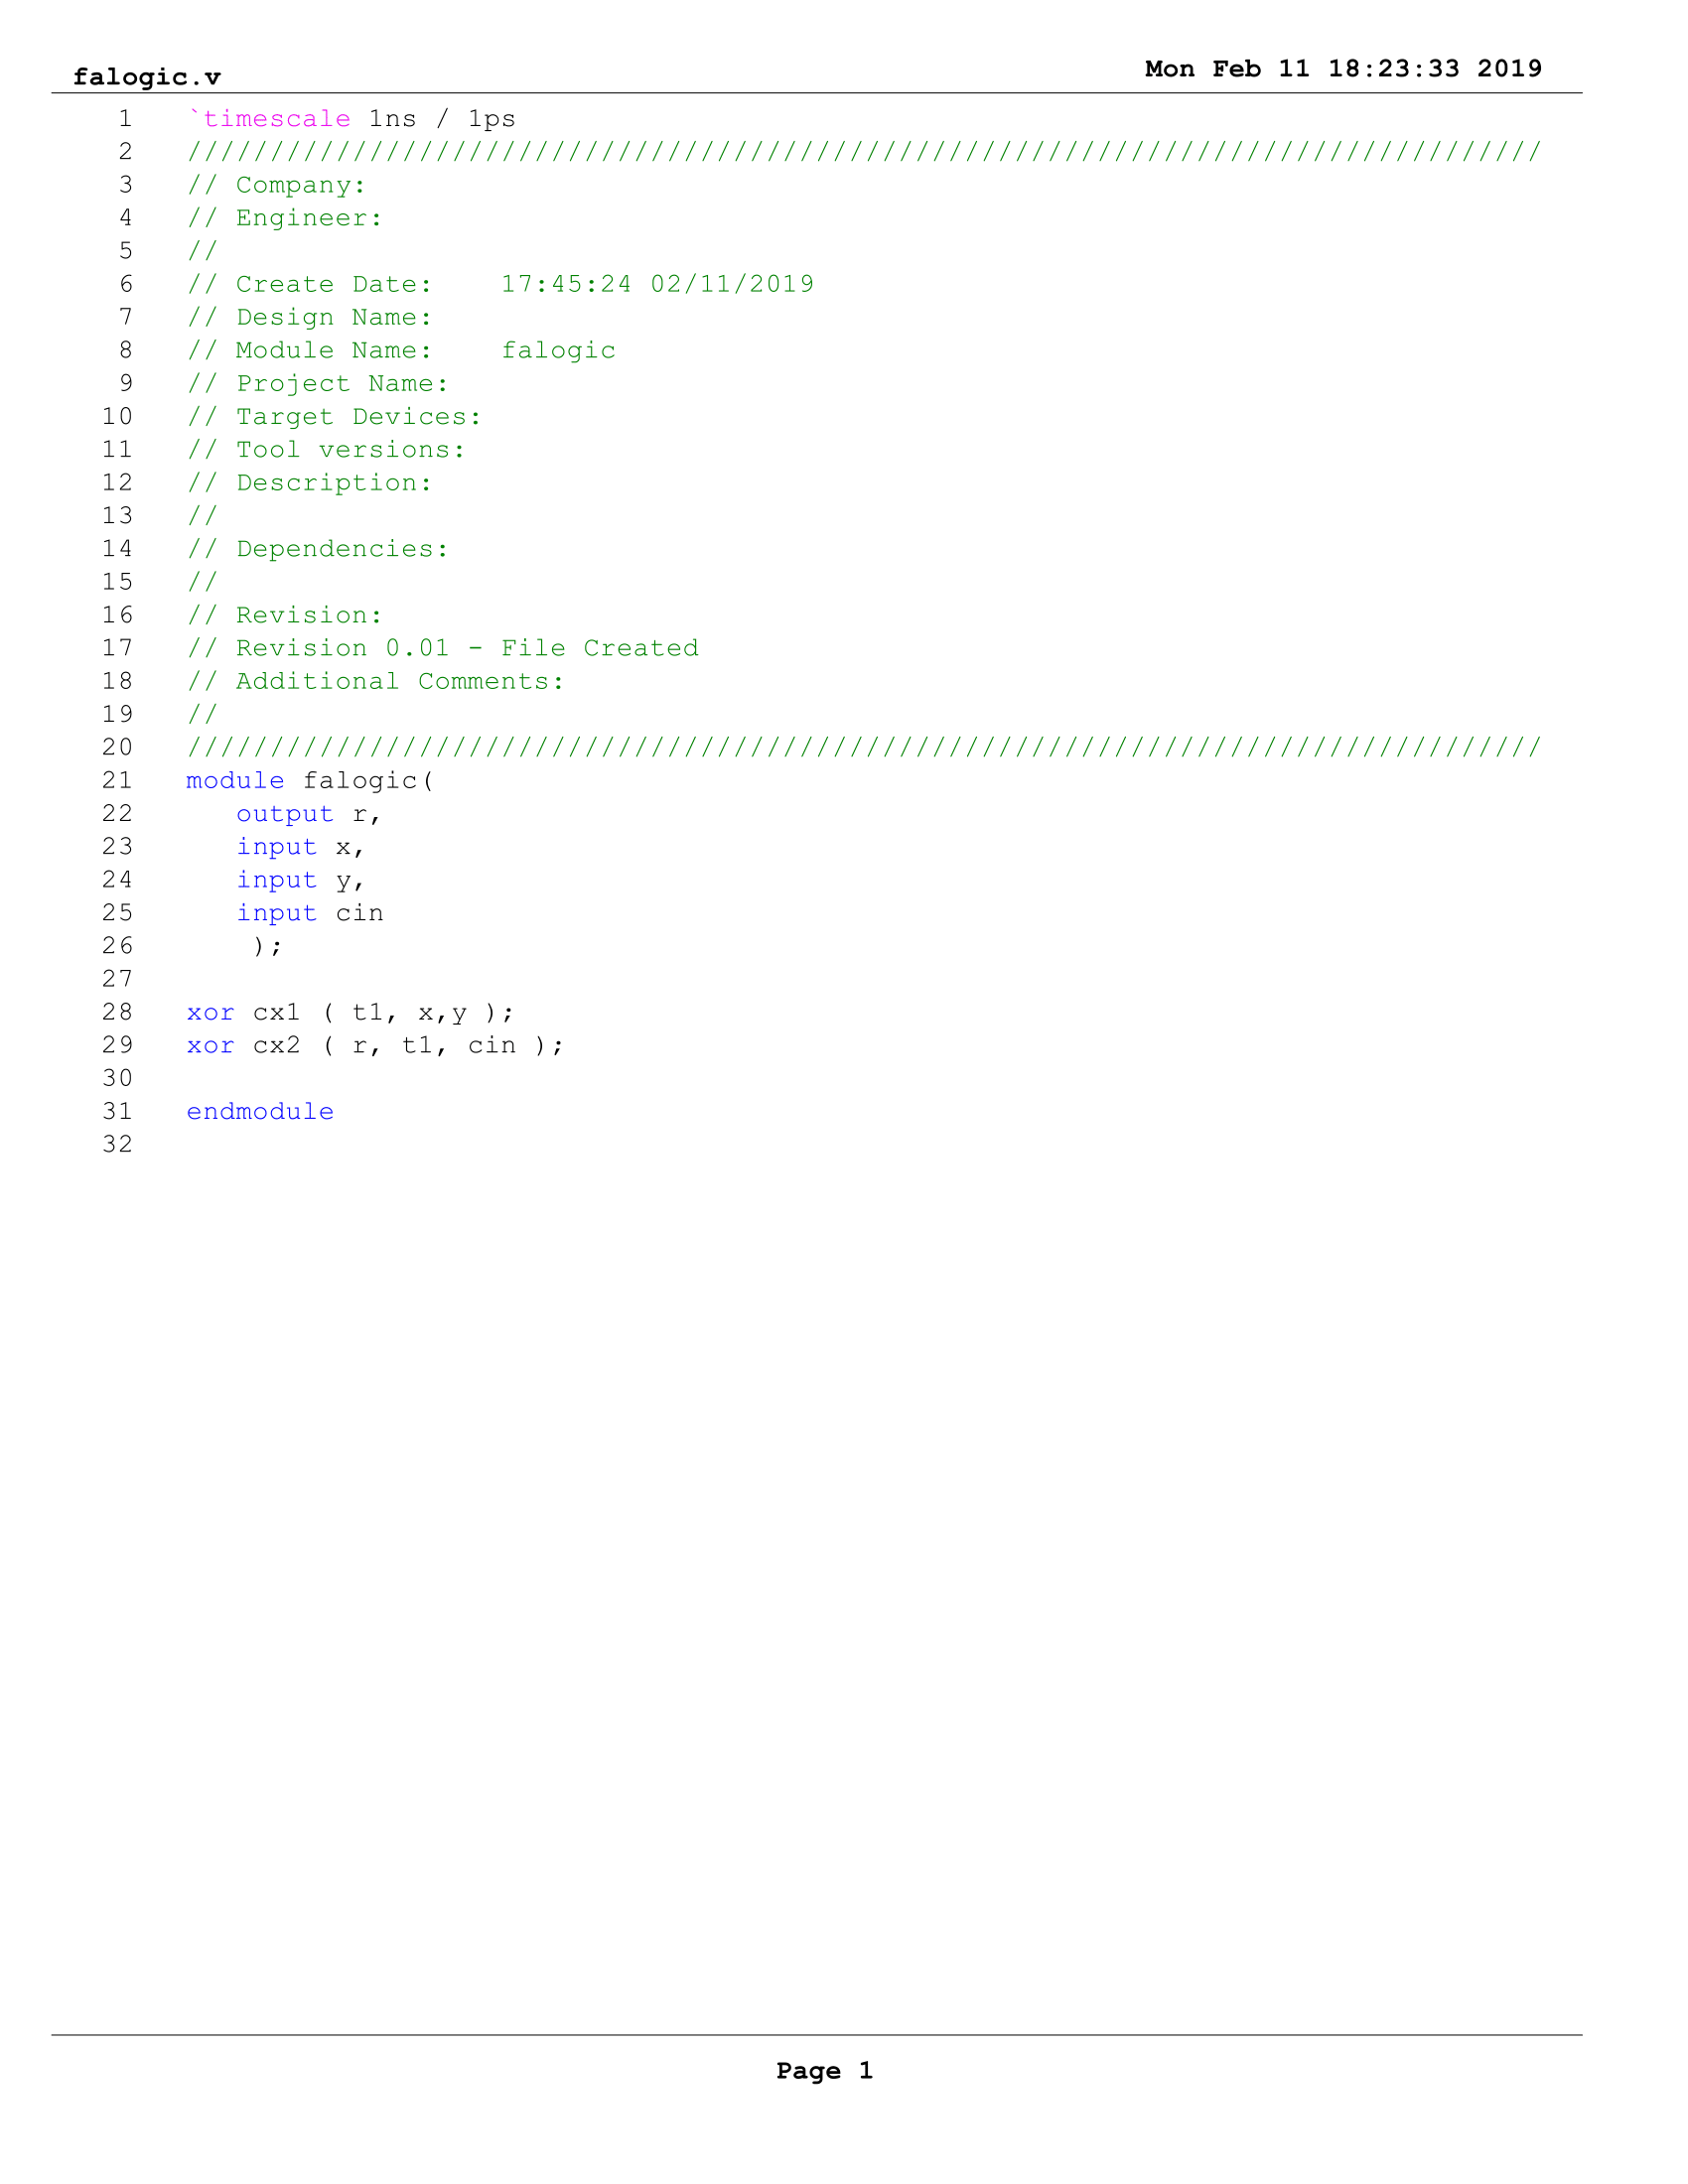 falogic.v Mon Feb 11 18:23:33 2019
1 `timescale 1ns / 1ps
2 //////////////////////////////////////////////////////////////////////////////////
3 // Company:
4 // Engineer:
5 //
6 // Create Date:    17:45:24 02/11/2019
7 // Design Name:
8 // Module Name:    falogic
9 // Project Name:
10 // Target Devices:
11 // Tool versions:
12 // Description:
13 //
14 // Dependencies:
15 //
16 // Revision:
17 // Revision 0.01 - File Created
18 // Additional Comments:
19 //
20 //////////////////////////////////////////////////////////////////////////////////
21 module falogic(
22    output r,
23    input x,
24    input y,
25    input cin
26     );
27
28 xor cx1 ( t1, x,y );
29 xor cx2 ( r, t1, cin );
30
31 endmodule
32
Page 1